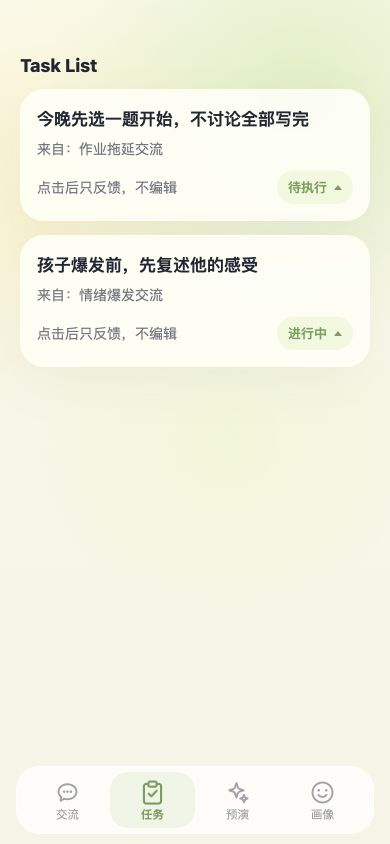 Task List
今晚先选一题开始，不讨论全部写完
来自：作业拖延交流
点击后只反馈，不编辑
待执行
孩子爆发前，先复述他的感受
来自：情绪爆发交流
点击后只反馈，不编辑
进行中
交流
任务
预演
画像